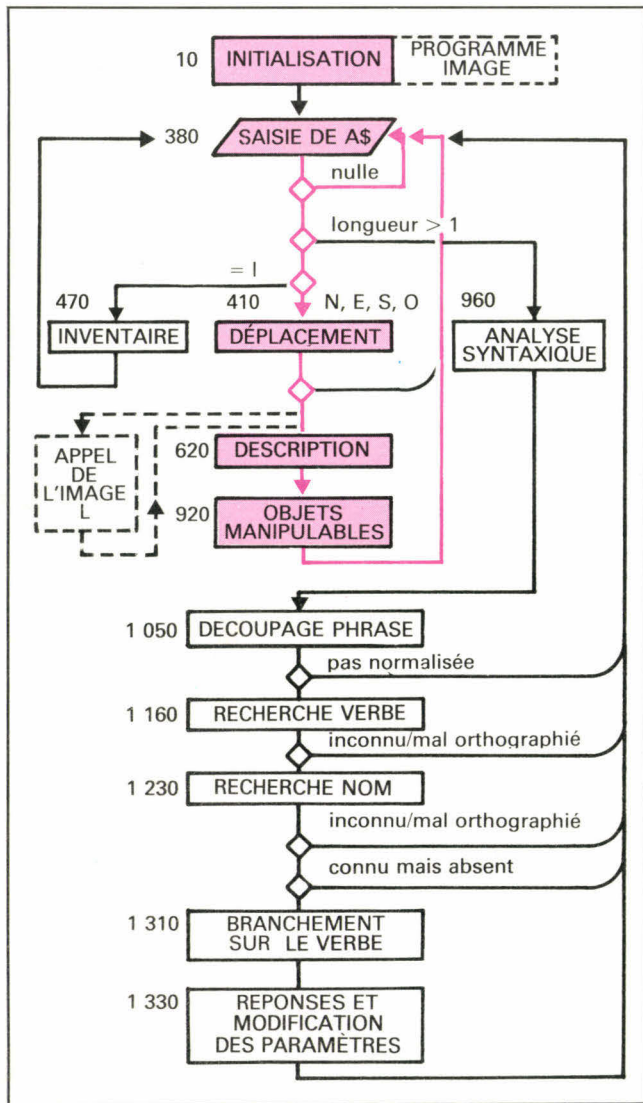 10 INITIALISATION PROGRAMME
IMAGE
380 SAISIE DE A$
nulle
longueur > 1
= I
470 410 N, E, S, O 960
INVENTAIRE DÉPLACEMENT ANALYSE
SYNTAXIQUE
APPEL
DE
L'IMAGE
L
620 DESCRIPTION
920 OBJETS
MANIPULABLES
1 050 DECOUPAGE PHRASE
pas normalisée
1 160 RECHERCHE VERBE
inconnu/mal orthographié
1 230 RECHERCHE NOM
inconnu/mal orthographié
connu mais absent
1 310 BRANCHEMENT
SUR LE VERBE
1 330 REPONSES ET
MODIFICATION
DES PARAMÈTRES